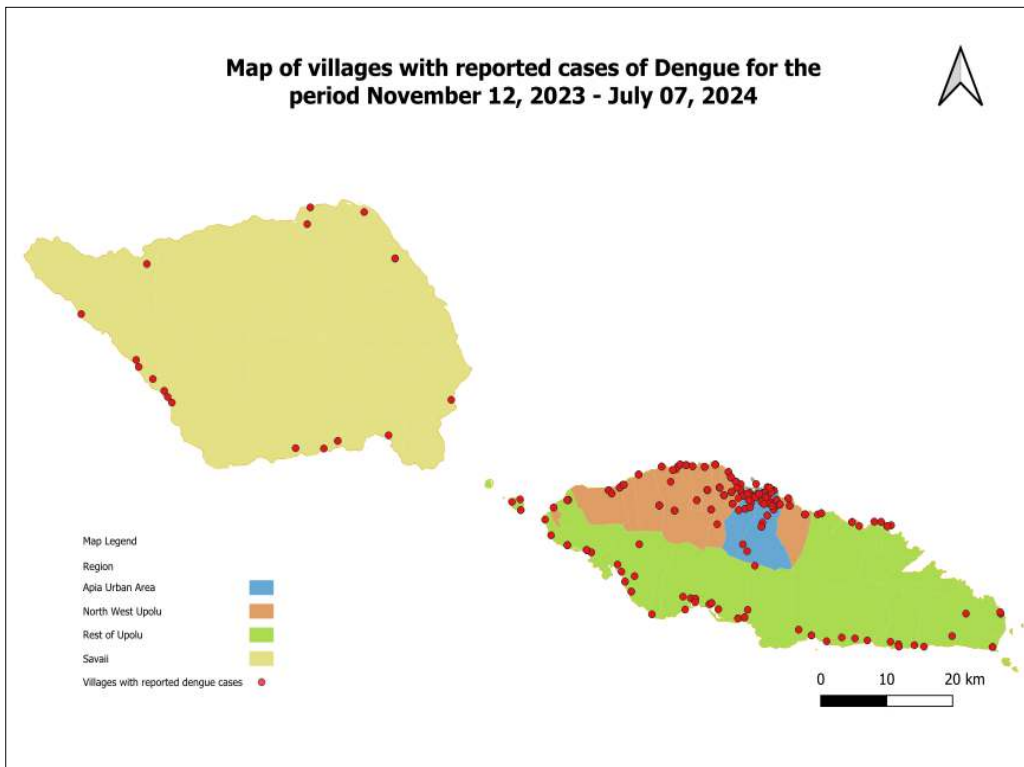 Map of villages with reported cases of Dengue for the
period November 12, 2023 - July 07, 2024
Map Legend
Region
Apia Urban Area
North West Upolu
Rest of Upolu
Savaii
Villages with reported dengue cases
0 10 20 km